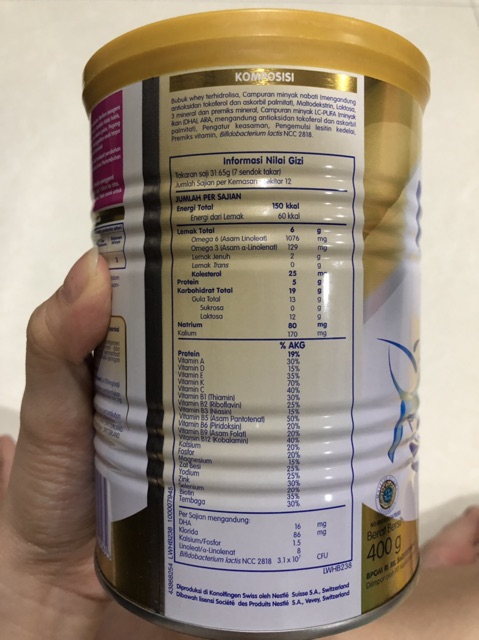 KOMPOSISI
Bubuk whey terhidrolisa, Campuran minyak nabati (mengandung
antioksidan tokoferol dan askorbil palmitat), Maltodekstrin, Laktosa,
3 mineral dan premiks mineral, Campuran minyak LC-PUFA (minyak
ikan (DHA), ARA, mengandung antioksidan tokoferol dan askorbil
palmitat), Pengatur keasaman, Pengemulsi lesitin kedelai,
Premiks vitamin, Bifidobacterium lactis NCC 2818.
Informasi Nilai Gizi
Takaran saji 31.65g (7 sendok takar)
Jumlah Sajian per Kemasan sekitar 12
JUMLAH PER SAJIAN
Energi Total 150 kkal
Energi dari Lemak 60 kkal
Lemak Total 6 g
Omega 6 (Asam Linoleat) 1076 mg
Omega 3 (Asam α-Linolenat) 129 mg
Lemak Jenuh 2 g
Lemak Trans 0 g
Kolesterol 25 mg
Protein 5 g
Karbohidrat Total 19 g
Gula Total 13 g
Sukrosa 0 g
Laktosa 12 g
Natrium 80 mg
Kalium 170 mg
% AKG
Protein 19%
Vitamin A 30%
Vitamin D 15%
Vitamin E 35%
Vitamin K 70%
Vitamin C 40%
Vitamin B1 (Thiamin) 30%
Vitamin B2 (Riboflavin) 25%
Vitamin B3 (Niasin) 15%
Vitamin B5 (Asam Pantotenat) 50%
Vitamin B6 (Piridoksin) 20%
Vitamin B9 (Asam Folat) 20%
Vitamin B12 (Kobalamin) 40%
Kalsium 20%
Fosfor 20%
Magnesium 15%
Zat Besi 25%
Yodium 25%
Zink 30%
Selenium 20%
Biotin 35%
Tembaga 30%
Per Sajian mengandung:
DHA 16 mg
Klorida 86 mg
Kalsium/Fosfor 1.5
Linoleat/α-Linolenat 8
Bifidobacterium lactis NCC 2818 3.1 x 10⁷ CFU
LWHB238
Diproduksi di Konolfingen Swiss oleh Nestlé Suisse S.A., Switzerland
Dibawah lisensi Société des Produits Nestlé S.A., Vevey, Switzerland
43868254 LWHB238
400 g
BPOM RI